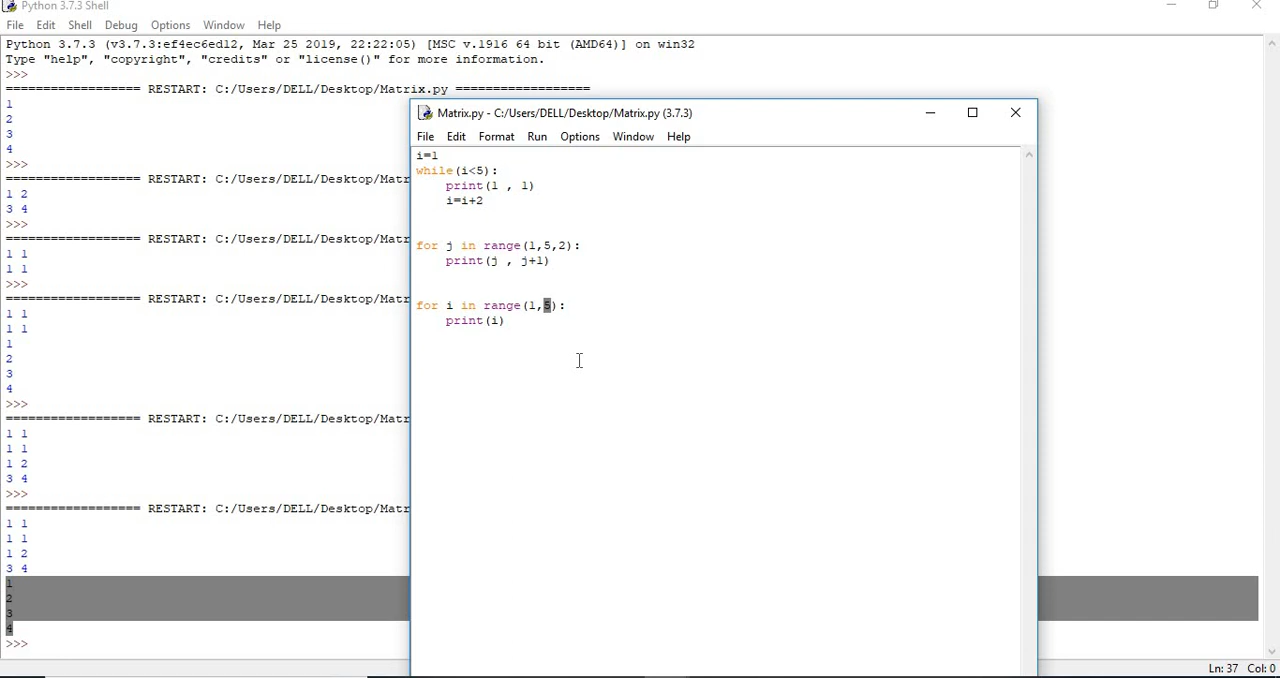 Python 3.7.3 Shell
File Edit Shell Debug Options Window Help
Python 3.7.3 (v3.7.3:ef4ec6ed12, Mar 25 2019, 22:22:05) [MSC v.1916 64 bit (AMD64)] on win32
Type "help", "copyright", "credits" or "license()" for more information.
>>>
================== RESTART: C:/Users/DELL/Desktop/Matrix.py ==================
1
2
3
4
>>>
================== RESTART: C:/Users/DELL/Desktop/Matr
1 2
3 4
>>>
================== RESTART: C:/Users/DELL/Desktop/Matr
1 1
1 1
>>>
================== RESTART: C:/Users/DELL/Desktop/Matr
1 1
1 1
1
2
3
4
>>>
================== RESTART: C:/Users/DELL/Desktop/Matr
1 1
1 1
1 2
3 4
>>>
================== RESTART: C:/Users/DELL/Desktop/Matr
1 1
1 1
1 2
3 4
1
2
3
4
>>>
Matrix.py - C:/Users/DELL/Desktop/Matrix.py (3.7.3)
File Edit Format Run Options Window Help
i=1
while(i<5):
    print(1 , 1)
    i=i+2
for j in range(1,5,2):
    print(j , j+1)
for i in range(1,5):
    print(i)
Ln: 37 Col: 0